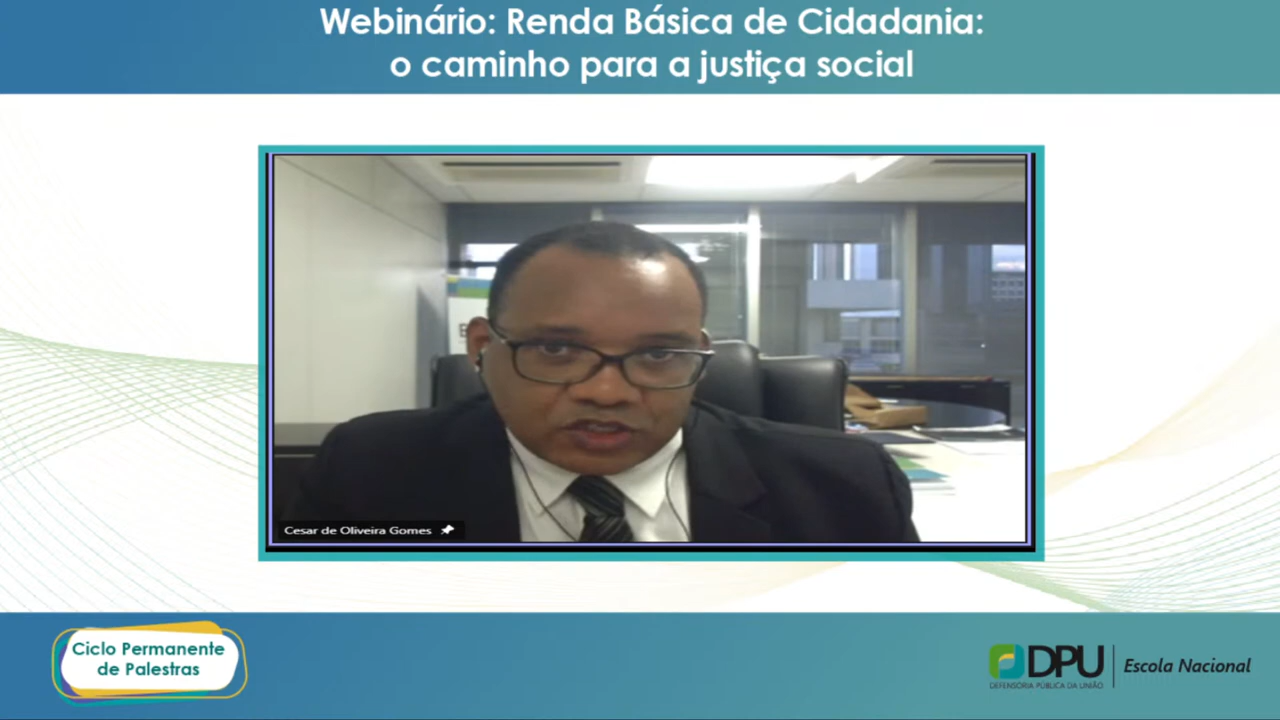 Webinário: Renda Básica de Cidadania:
o caminho para a justiça social
Cesar de Oliveira Gomes
Ciclo Permanente
de Palestras
DPU
DEFENSORIA PÚBLICA DA UNIÃO
Escola Nacional